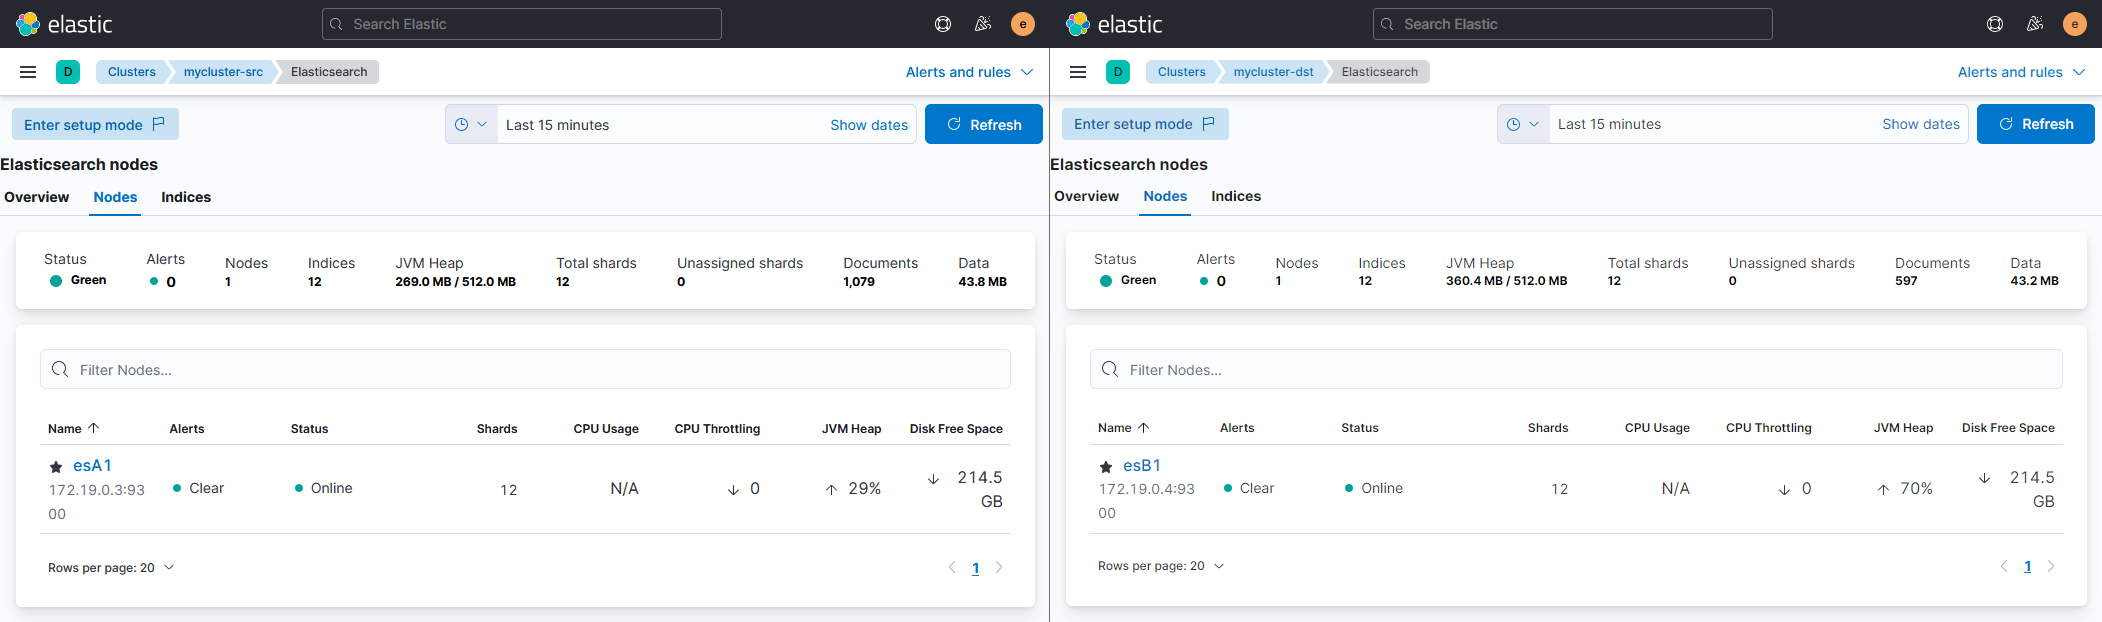 elastic
Search Elastic
e
D
Clusters
mycluster-src
Elasticsearch
Alerts and rules
Enter setup mode
Last 15 minutes
Show dates
Refresh
Elasticsearch nodes
Overview Nodes Indices
Status Alerts Nodes Indices JVM Heap Total shards Unassigned shards Documents Data
Green 0 1 12 269.0 MB / 512.0 MB 12 0 1,079 43.8 MB
Filter Nodes...
Name Alerts Status Shards CPU Usage CPU Throttling JVM Heap Disk Free Space
esA1
172.19.0.3:93
00
Clear Online 12 N/A 0 29% 214.5
GB
Rows per page: 20
1
elastic
Search Elastic
e
D
Clusters
mycluster-dst
Elasticsearch
Alerts and rules
Enter setup mode
Last 15 minutes
Show dates
Refresh
Elasticsearch nodes
Overview Nodes Indices
Status Alerts Nodes Indices JVM Heap Total shards Unassigned shards Documents Data
Green 0 1 12 360.4 MB / 512.0 MB 12 0 597 43.2 MB
Filter Nodes...
Name Alerts Status Shards CPU Usage CPU Throttling JVM Heap Disk Free Space
esB1
172.19.0.4:93
00
Clear Online 12 N/A 0 70% 214.5
GB
Rows per page: 20
1